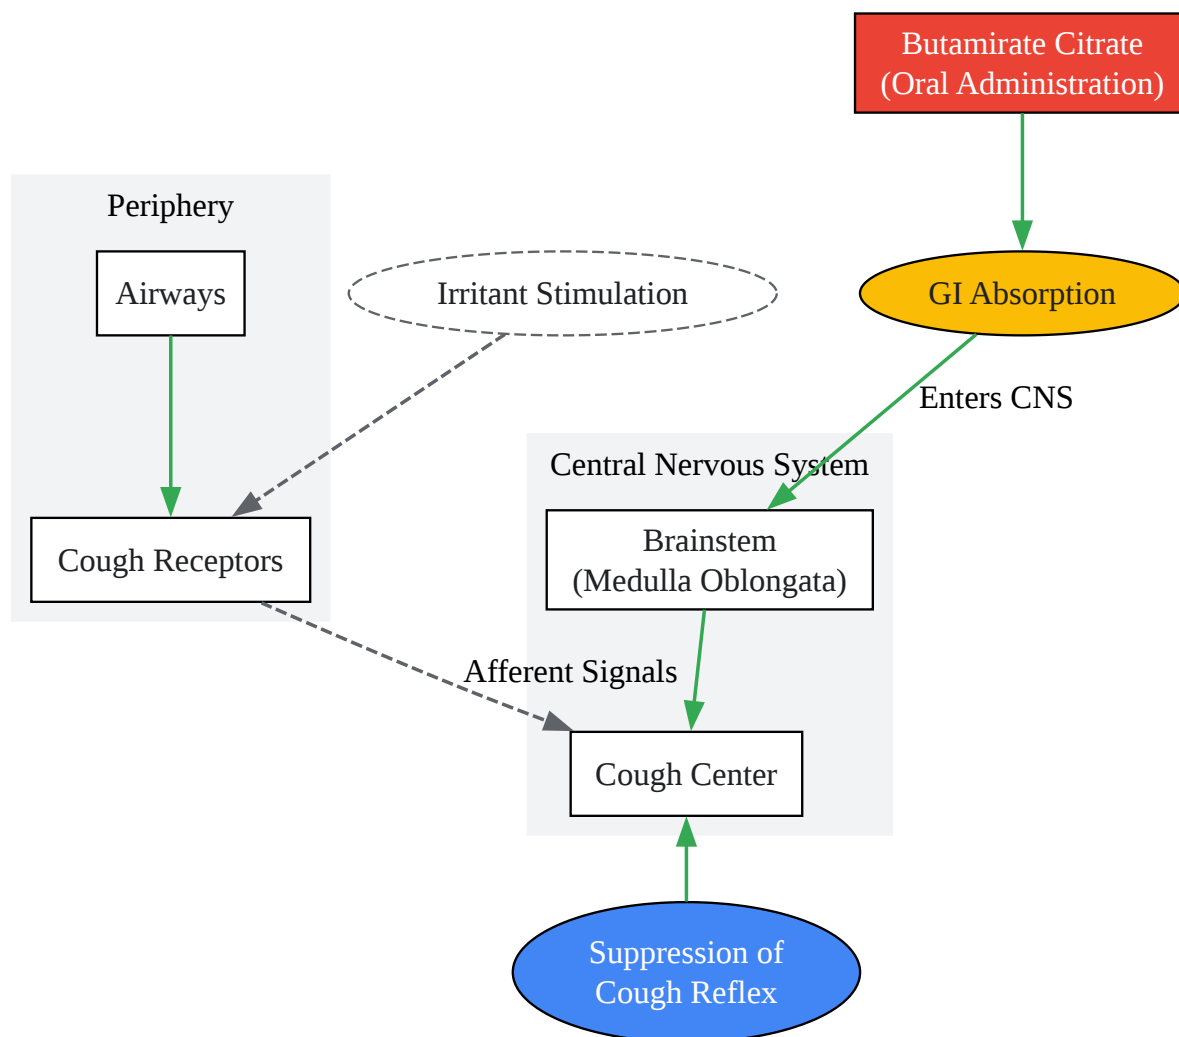 Butamirate Citrate
(Oral Administration)
Periphery
Airways
Irritant Stimulation
GI Absorption
Enters CNS
Central Nervous System
Brainstem
(Medulla Oblongata)
Cough Receptors
Afferent Signals
Cough Center
Suppression of
Cough Reflex